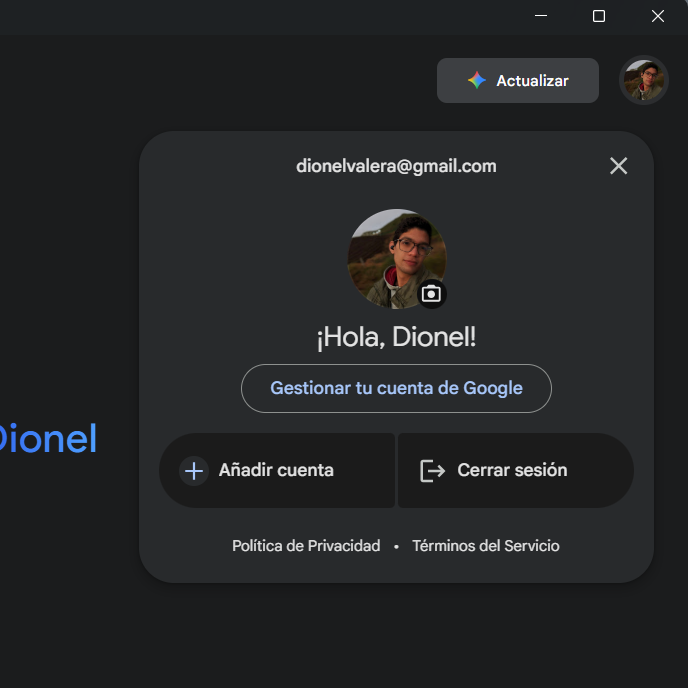 Actualizar
dionelvalera@gmail.com
¡Hola, Dionel!
Gestionar tu cuenta de Google
Dionel
Añadir cuenta
Cerrar sesión
Política de Privacidad • Términos del Servicio